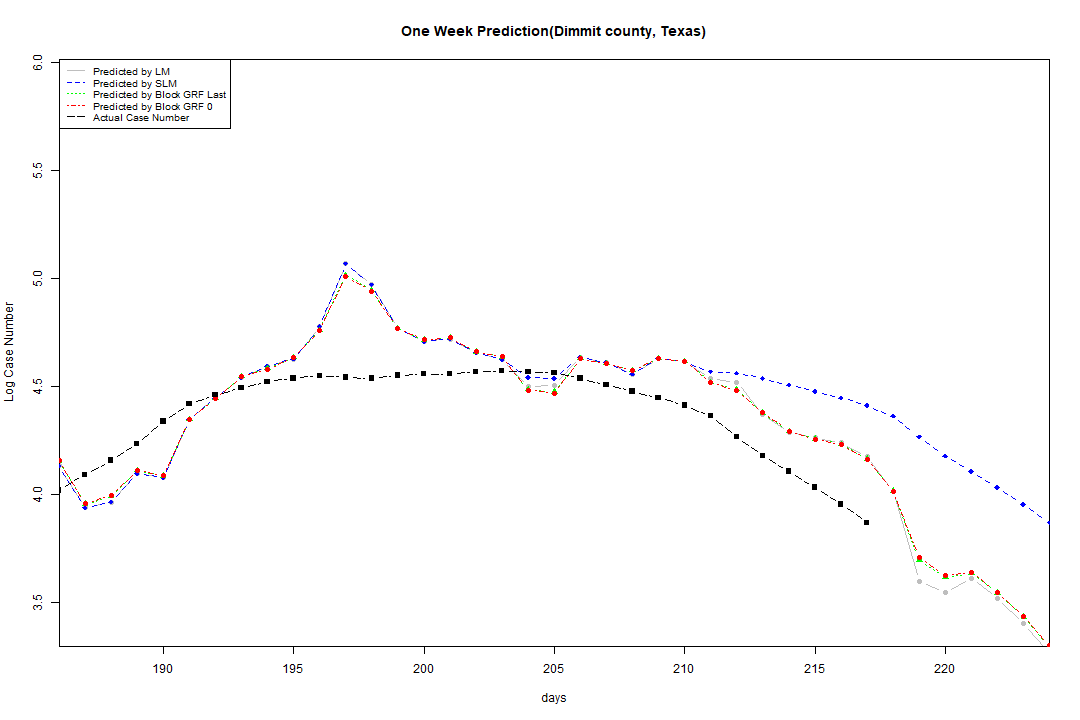 One Week Prediction(Dimmit county, Texas)
6.0
Predicted by LM
Predicted by SLM
Predicted by Block GRF Last
Predicted by Block GRF 0
Actual Case Number
5.5
5.0
4.5
4.0
3.5
Log Case Number
190 195 200 205 210 215 220
days